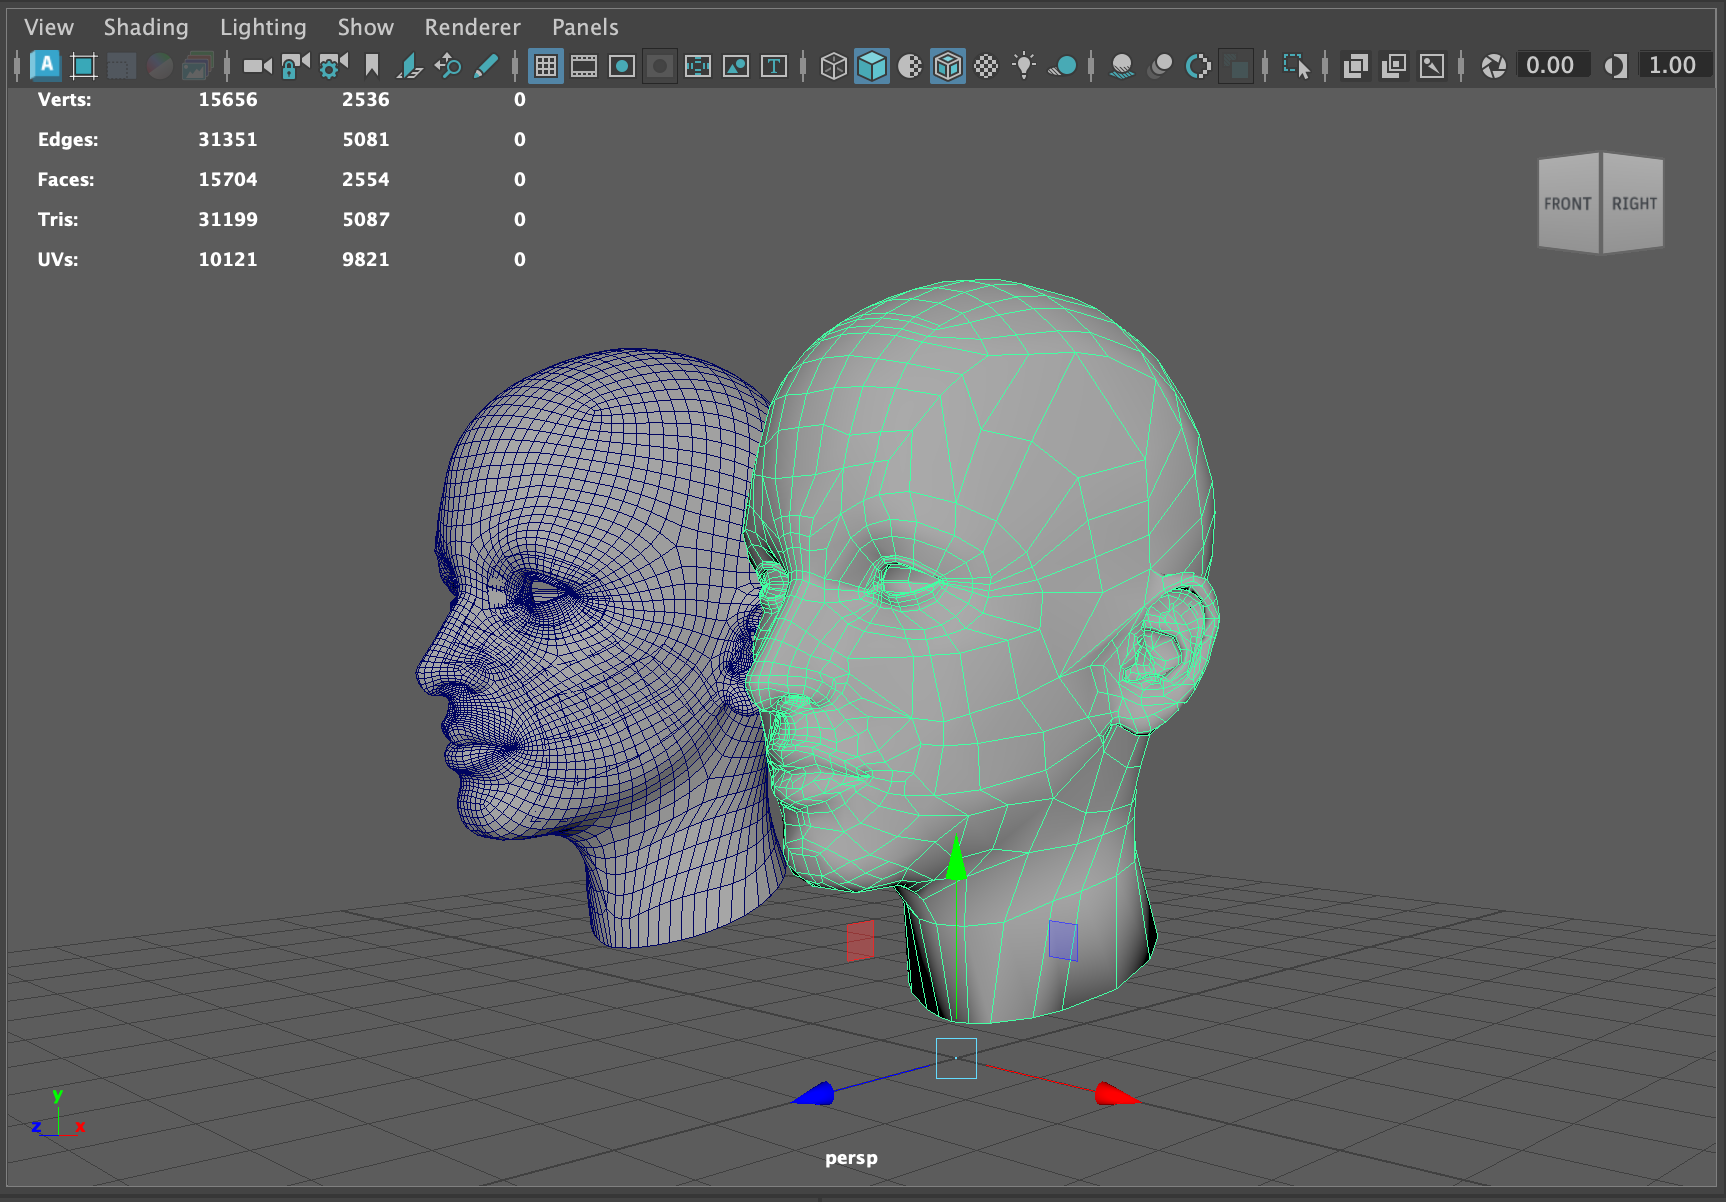 View Shading Lighting Show Renderer Panels
A T 0.00 1.00
Verts: 15656 2536 0
Edges: 31351 5081 0
Faces: 15704 2554 0
Tris: 31199 5087 0
UVs: 10121 9821 0
FRONT RIGHT
y
z x
persp